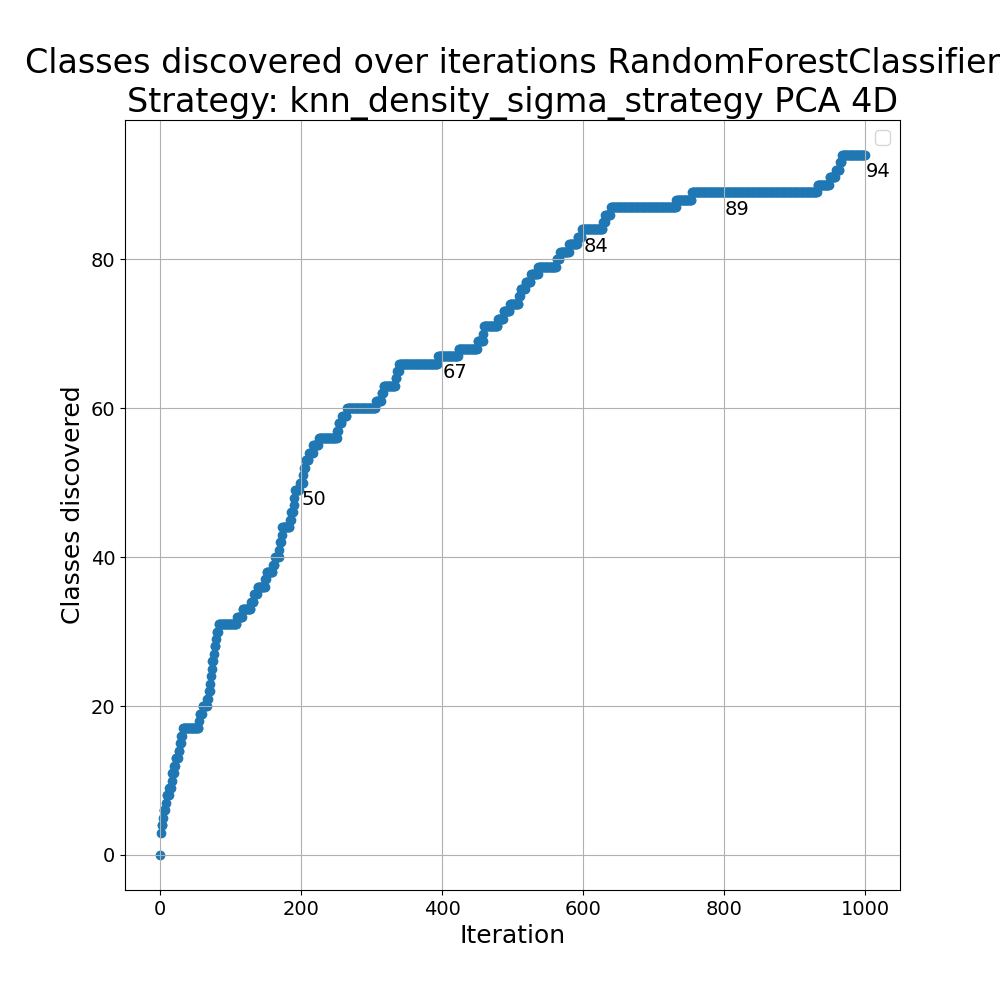 Classes discovered over iterations RandomForestClassifier
Strategy: knn_density_sigma_strategy PCA 4D
94
89
84
80
67
60
50
40
20
0
Classes discovered
0 200 400 600 800 1000
Iteration